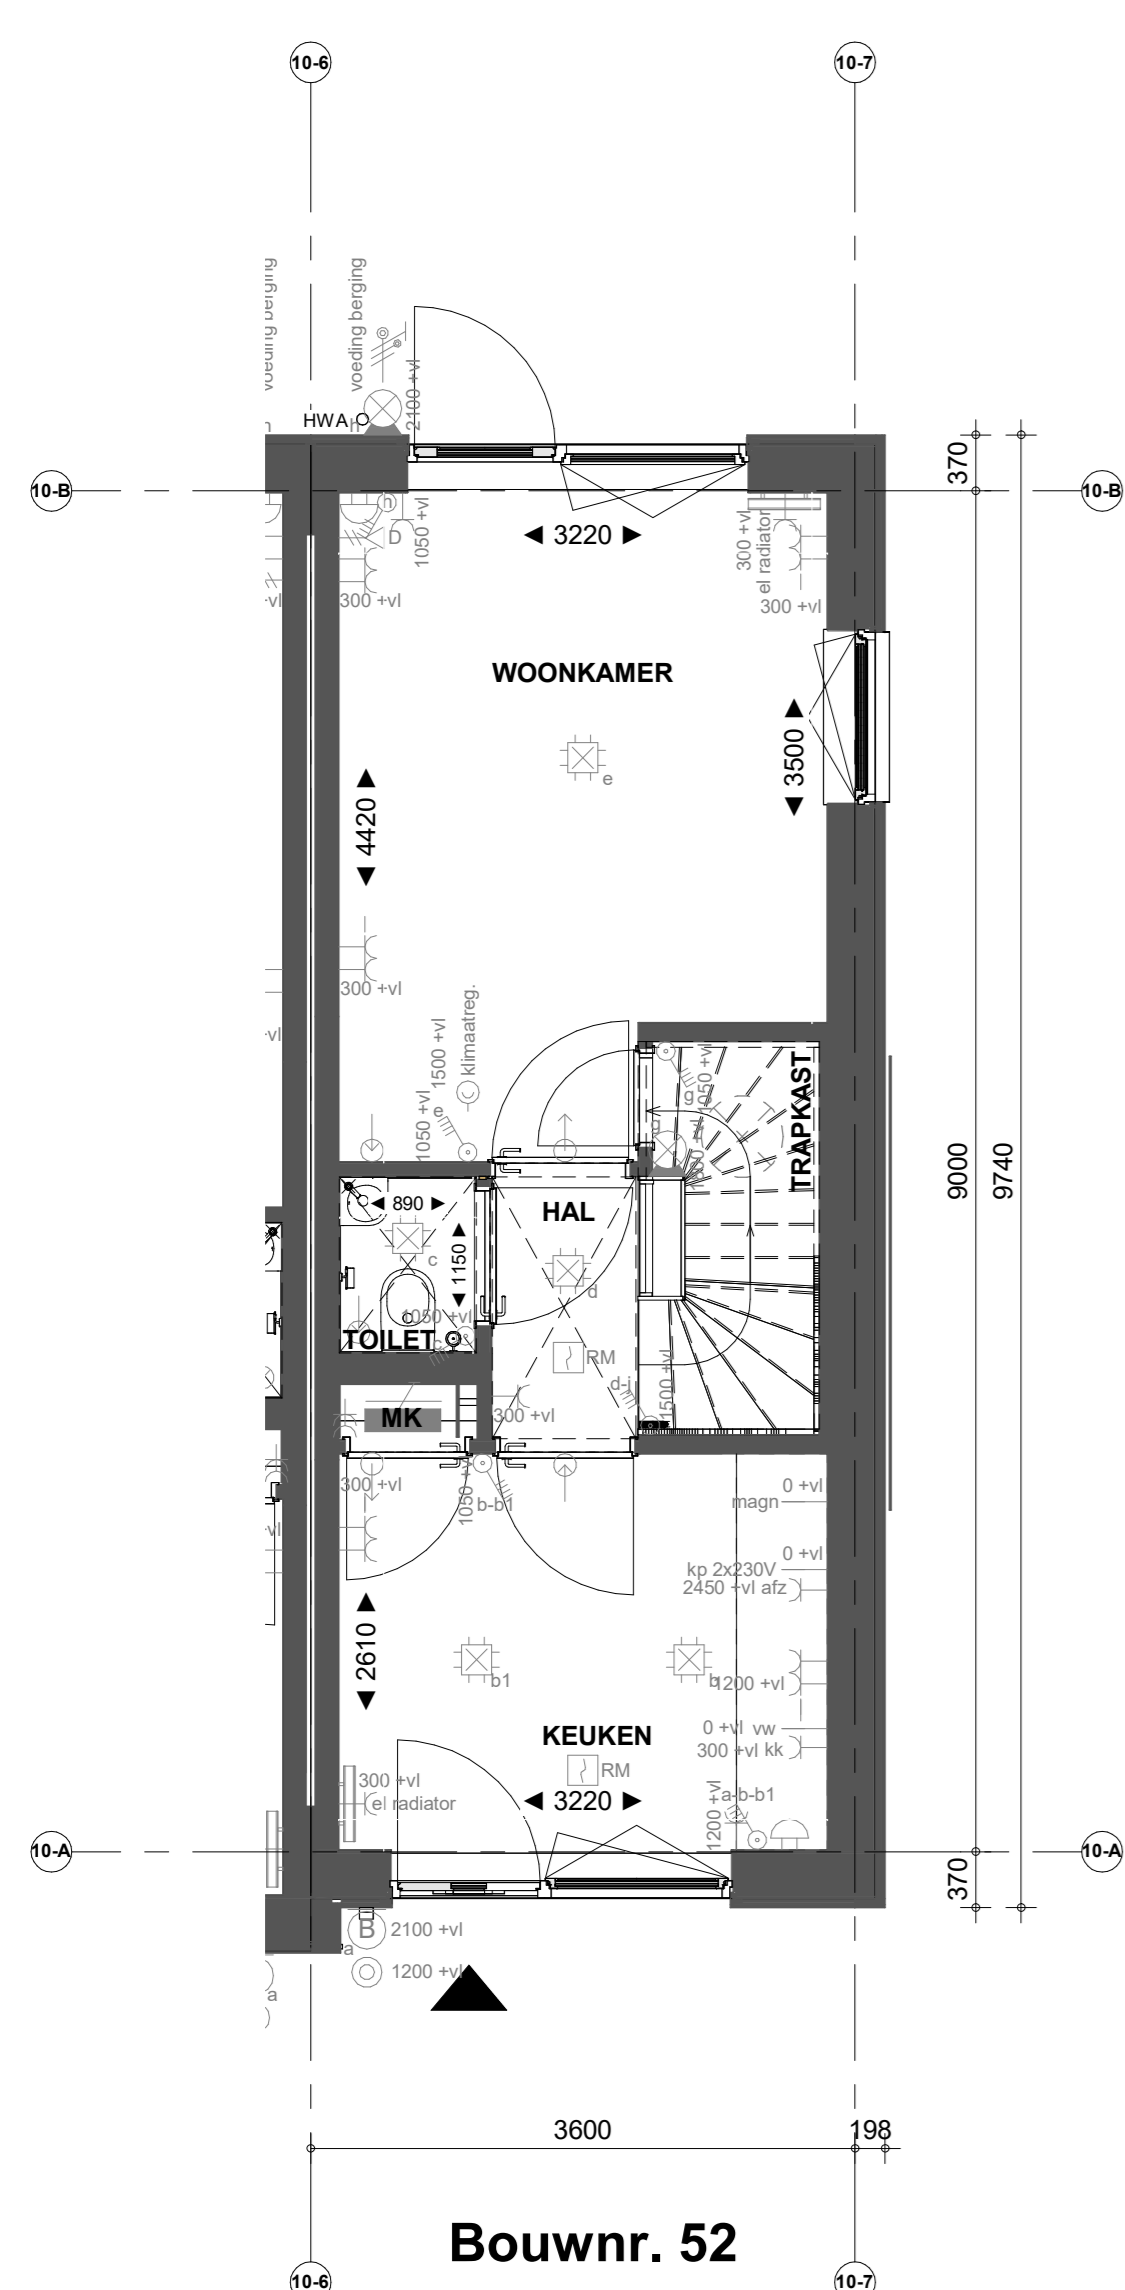 10-6
10-7
voeding berging
voeding berging
2100 +vl
HWA
h
h
370
10-B
10-B
h
D
1050 +vl
◄ 3220 ►
300 +vl
el radiator
300 +vl
+vl
300 +vl
WOONKAMER
◄ 3500 ►
e
◄ 4420 ►
300 +vl
+vl
klimaatreg.
1500 +vl
1050 +vl
e
1050 +vl
g
g
TRAPKAST
9000
9740
◄ 890 ►
HAL
c
◄ 1150 ►
d
1050 +vl
TOILET
c
RM
d-j
1500 +vl
MK
300 +vl
300 +vl
1050 +vl
b-b1
0 +vl
magn
+vl
0 +vl
kp 2x230V
2450 +vl afz
◄ 2610 ►
b1
b
1200 +vl
0 +vl vw
KEUKEN
300 +vl kk
RM
300 +vl
el radiator
◄ 3220 ►
a-b-b1
1200 +vl
10-A
10-A
370
B
2100 +vl
a
1200 +vl
a
3600
198
Bouwnr. 52
10-6
10-7